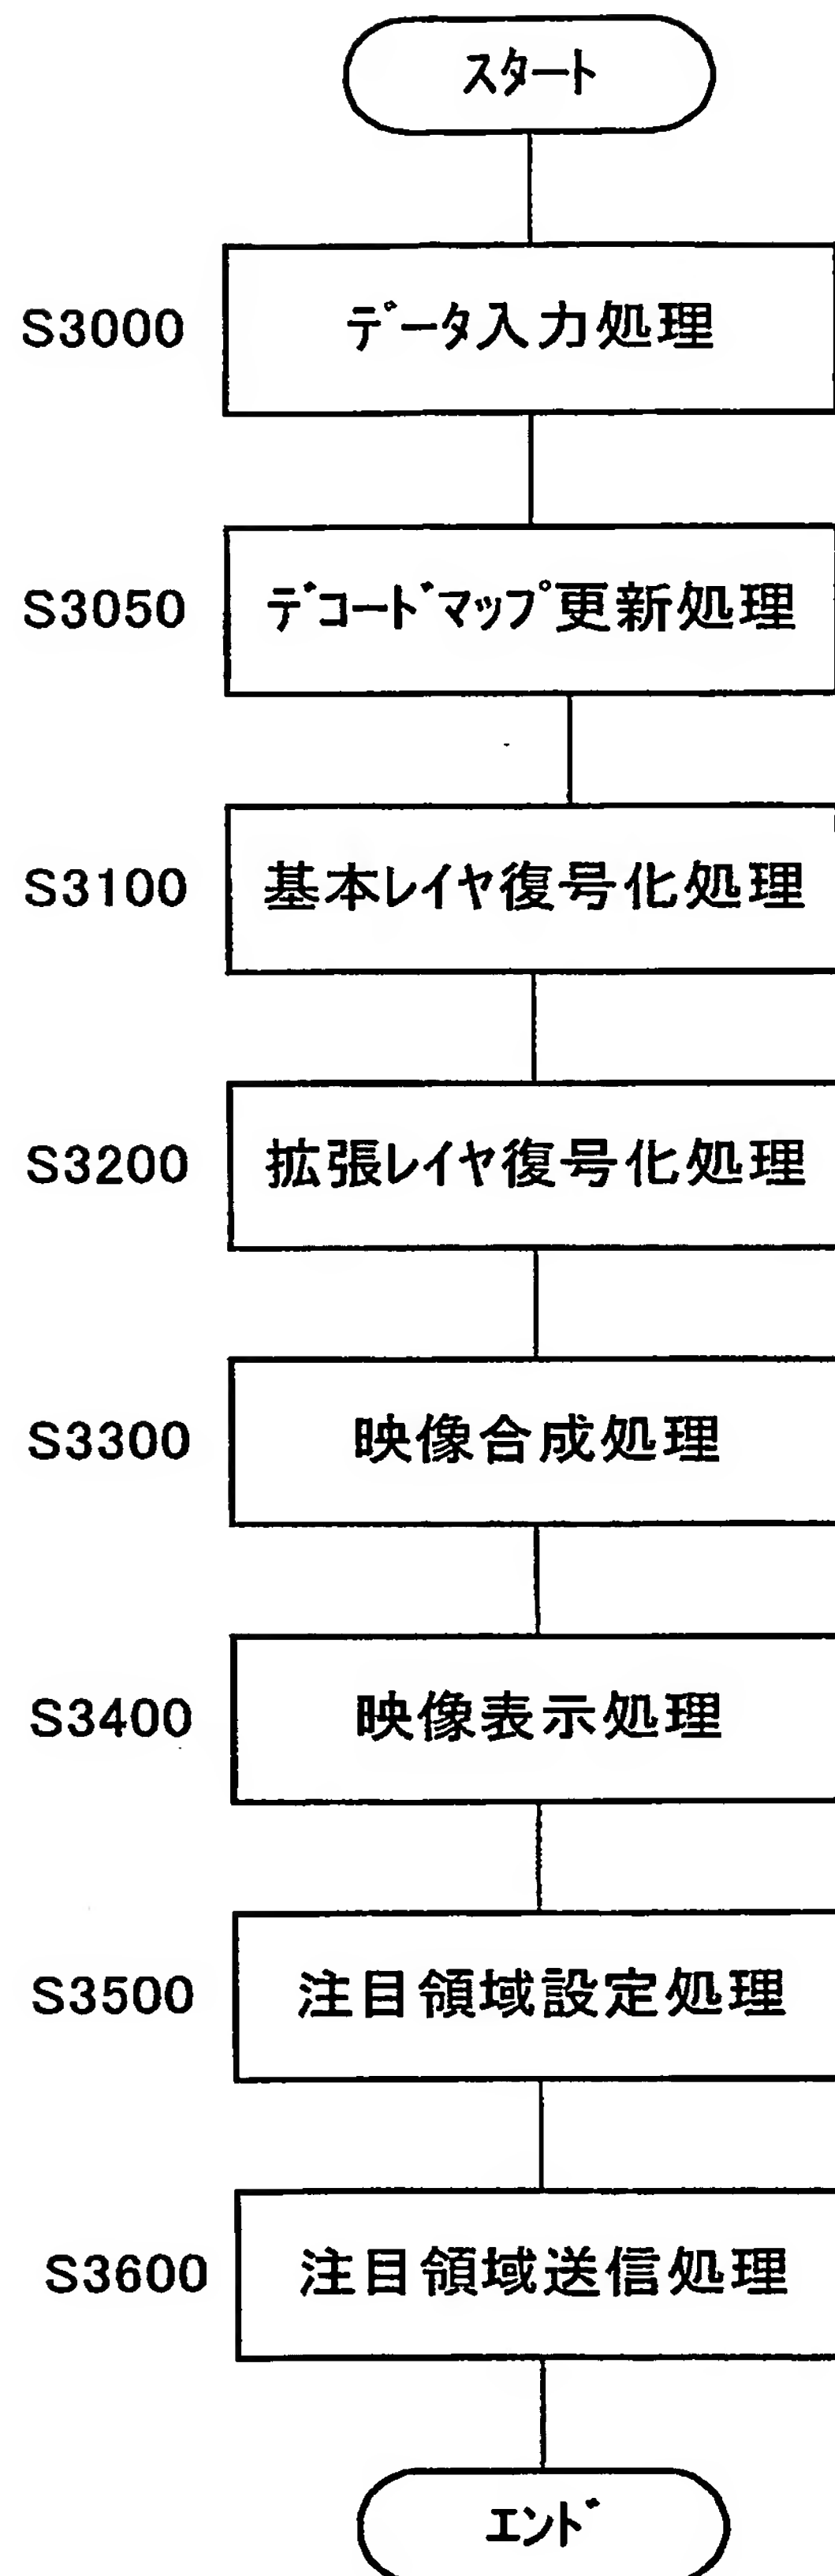 スタート
S3000 データ入力処理
S3050 デコードマップ更新処理
S3100 基本レイヤ復号化処理
S3200 拡張レイヤ復号化処理
S3300 映像合成処理
S3400 映像表示処理
S3500 注目領域設定処理
S3600 注目領域送信処理
エンド